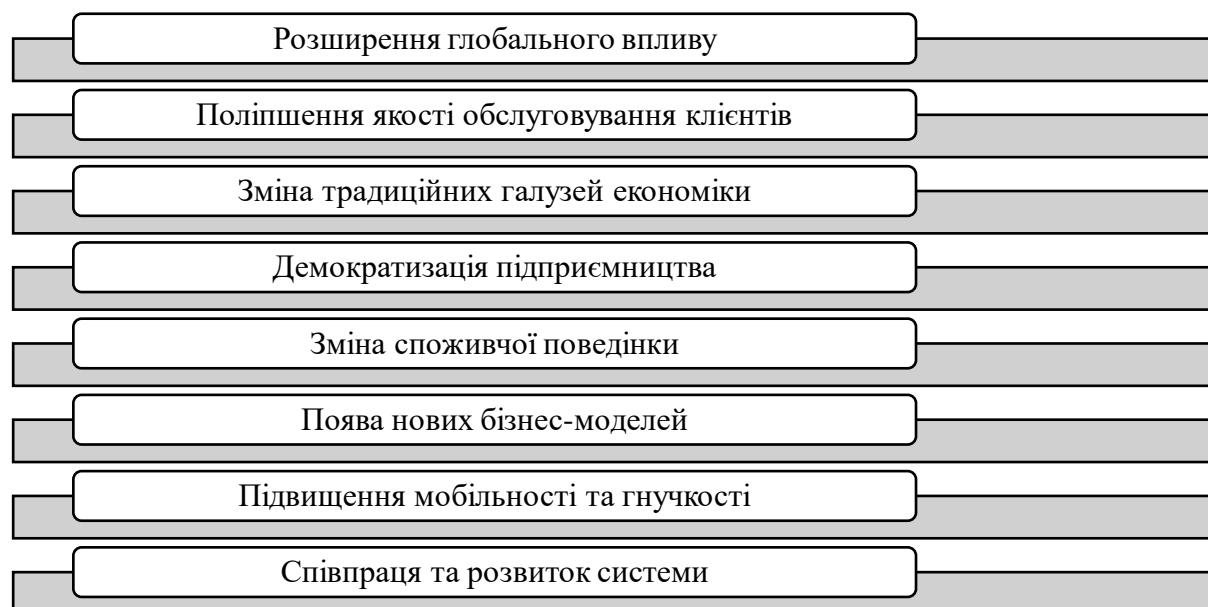 Розширення глобального впливу
Поліпшення якості обслуговування клієнтів
Зміна традиційних галузей економіки
Демократизація підприємництва
Зміна споживчої поведінки
Поява нових бізнес-моделей
Підвищення мобільності та гнучкості
Співпраця та розвиток системи